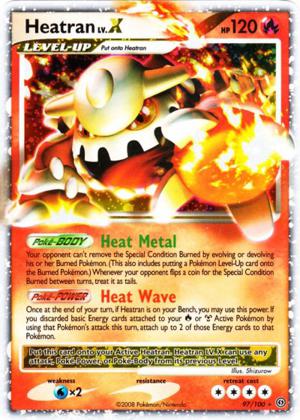 Heatran LV.X HP120
LEVEL-UP Put onto Heatran
Poké-BODY Heat Metal
Your opponent can't remove the Special Condition Burned by evolving or devolving
his or her Burned Pokémon. (This also includes putting a Pokémon Level-Up card onto
the Burned Pokémon.) Whenever your opponent flips a coin for the Special Condition
Burned between turns, treat it as tails.
Poké-POWER Heat Wave
Once at the end of your turn, if Heatran is on your Bench, you may use this power. If
you discarded basic Energy cards attached to your or Active Pokémon by
using that Pokémon's attack this turn, attach up to 2 of those Energy cards to
that Pokémon.
Put this card onto your Active Heatran. Heatran LV.X can use any
attack, Poké-Power, or Poké-Body from its previous Level.
weakness resistance retreat cost
×2
Illus. Shizurow
©2008 Pokémon/Nintendo 97/100